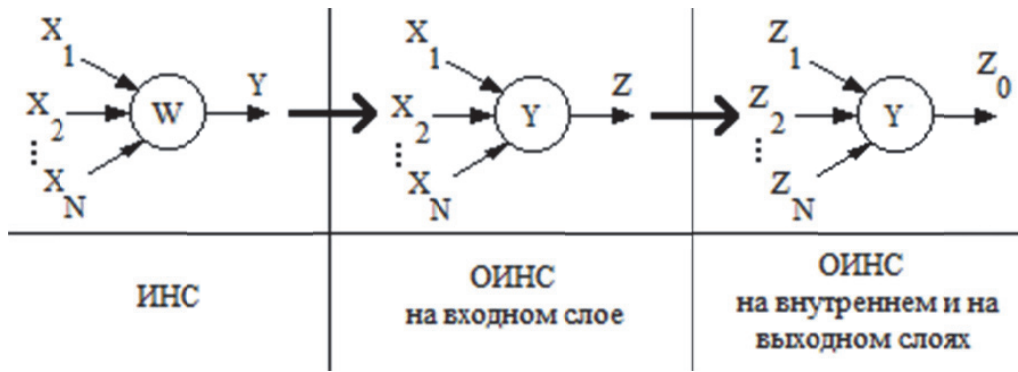 X1
X2
⋮
XN
W
Y
X1
X2
⋮
XN
Y
Z
Z1
Z2
⋮
ZN
Y
Z0
ИНС
ОИНС
на входном слое
ОИНС
на внутреннем и на
выходном слоях